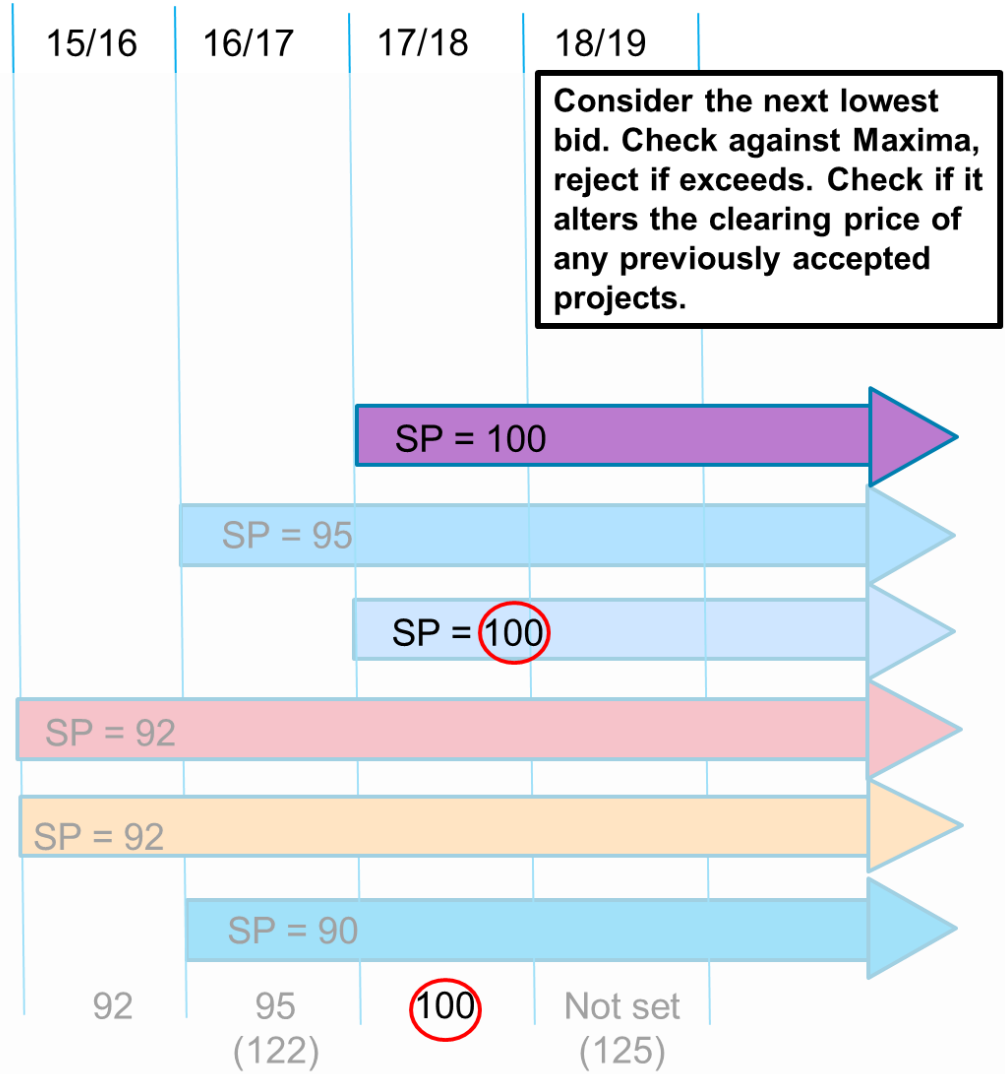 15/16 16/17 17/18 18/19
Consider the next lowest
bid. Check against Maxima,
reject if exceeds. Check if it
alters the clearing price of
any previously accepted
projects.
SP = 100
SP = 95
SP = 100
SP = 92
SP = 92
SP = 90
92 95 100 Not set
(122) (125)